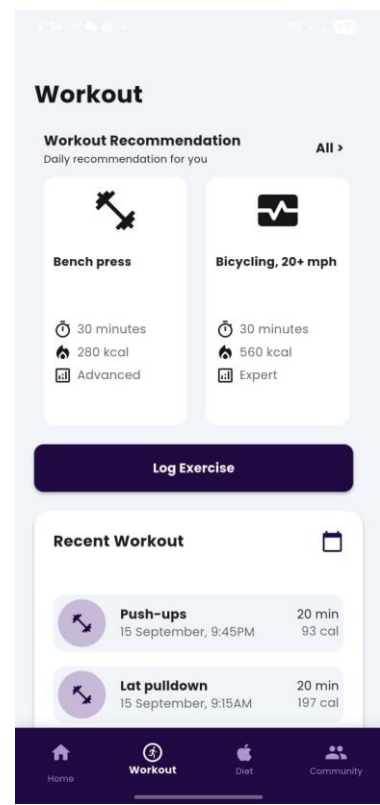 Workout
Workout Recommendation
Daily recommendation for you
All >
Bench press
30 minutes
280 kcal
Advanced
Bicycling, 20+ mph
30 minutes
560 kcal
Expert
Log Exercise
Recent Workout
Push-ups
15 September, 9:45PM
20 min
93 cal
Lat pulldown
15 September, 9:15AM
20 min
197 cal
Home
Workout
Diet
Community